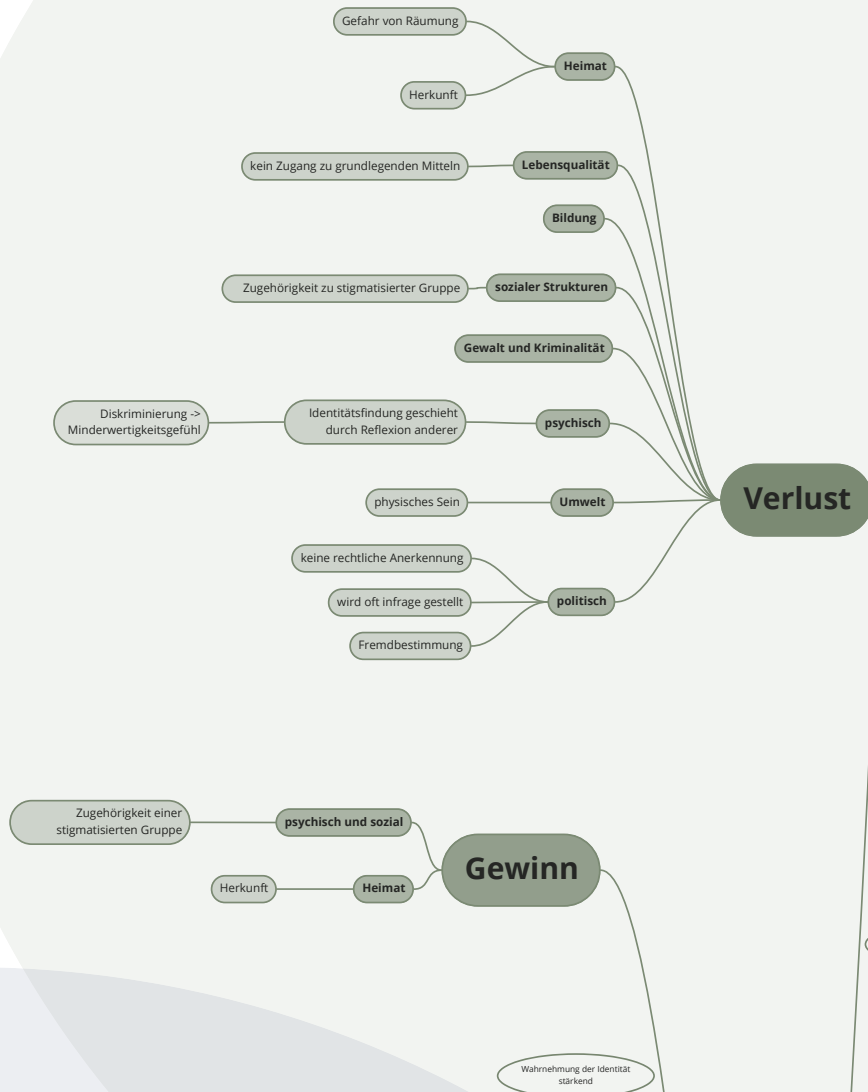 Gefahr von Räumung
Heimat
Herkunft
kein Zugang zu grundlegenden Mitteln
Lebensqualität
Bildung
Zugehörigkeit zu stigmatisierter Gruppe
sozialer Strukturen
Gewalt und Kriminalität
Diskriminierung ->
Minderwertigkeitsgefühl
Identitätsfindung geschieht
durch Reflexion anderer
psychisch
Verlust
physisches Sein
Umwelt
keine rechtliche Anerkennung
wird oft infrage gestellt
politisch
Fremdbestimmung
Zugehörigkeit einer
stigmatisierten Gruppe
psychisch und sozial
Gewinn
Herkunft
Heimat
Wahrnehmung der Identität
stärkend